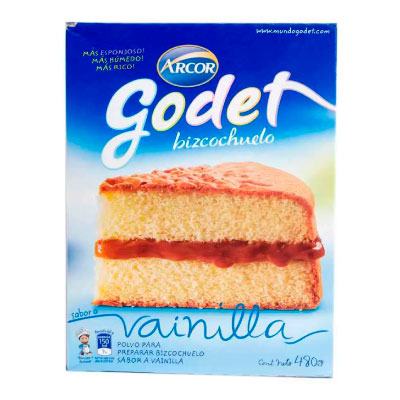 www.mundogodet.com
MÁS ESPONJOSO!
MÁS HÚMEDO!
MÁS RICO!
ARCOR
godet
bizcochuelo
sabor a
vainilla
150
POLVO PARA
PREPARAR BIZCOCHUELO
SABOR A VAINILLA
Cont. Neto 480g